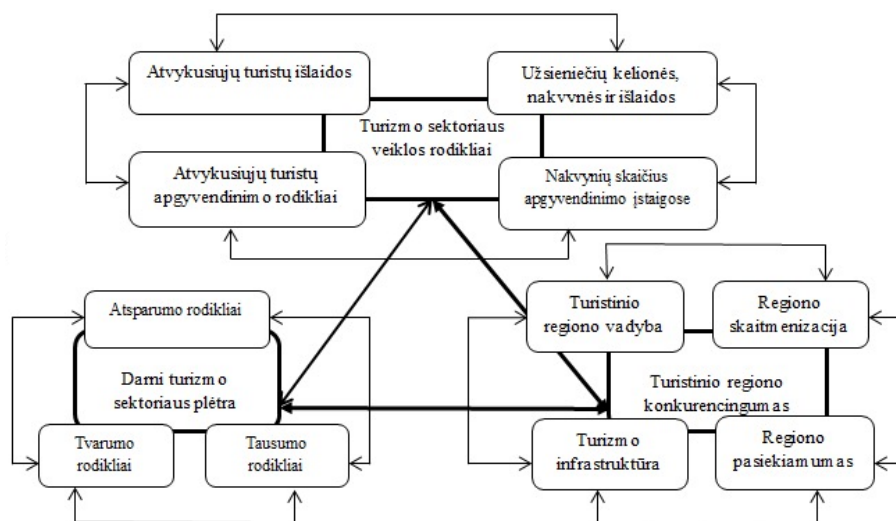 Atvykusiųjų turistų išlaidos
Užsieniečių kelionės,
nakvynės ir išlaidos
Turizmo sektoriaus
veiklos rodikliai
Atvykusiųjų turistų
apgyvendinimo rodikliai
Nakvynių skaičius
apgyvendinimo įstaigose
Atsparumo rodikliai
Darni turizmo
sektoriaus plėtra
Tvarumo
rodikliai
Tausumo
rodikliai
Turistinio
regiono vadyba
Regiono
skaitmenizacija
Turistinio regiono
konkurencingumas
Turizmo
infrastruktūra
Regiono
pasiekiamumas